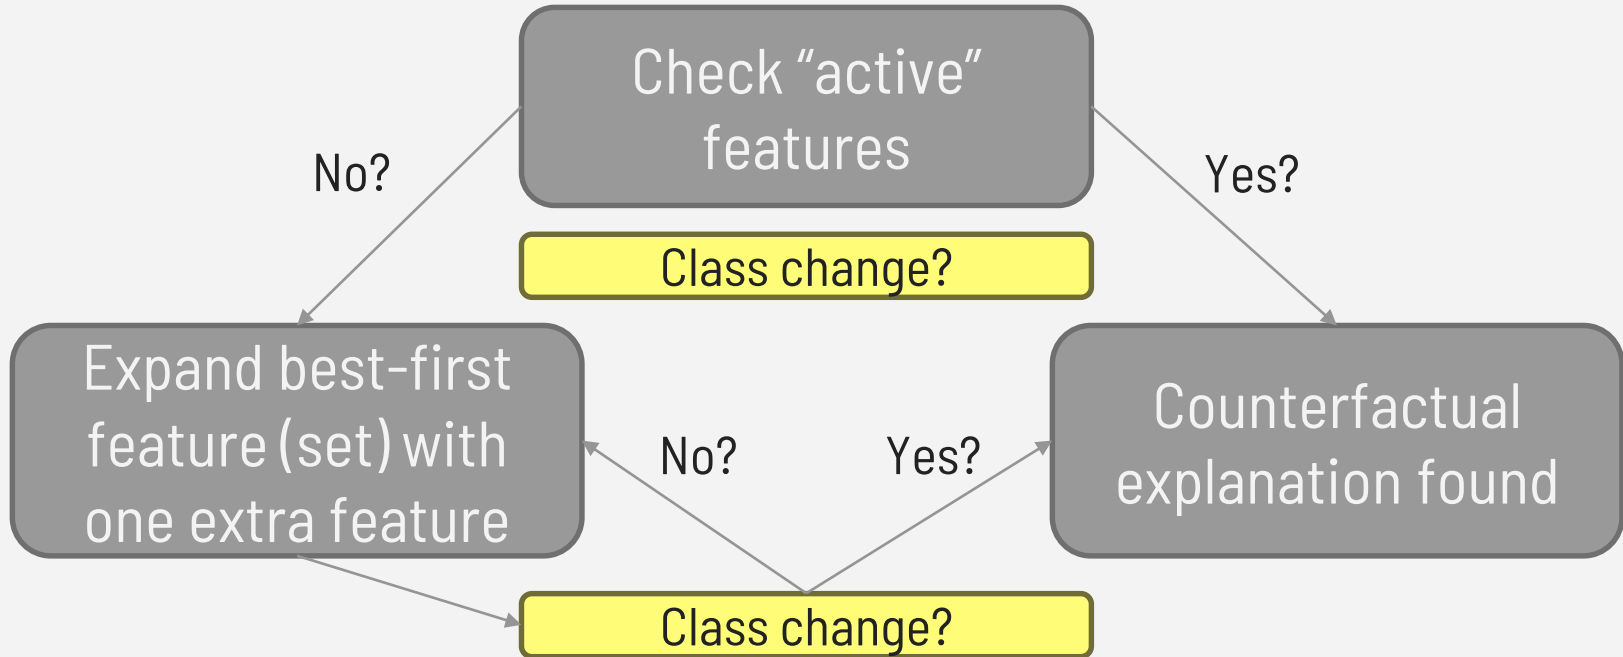 Check “active”
features
No?
Yes?
Class change?
Expand best-first
feature (set) with
one extra feature
No?
Yes?
Counterfactual
explanation found
Class change?